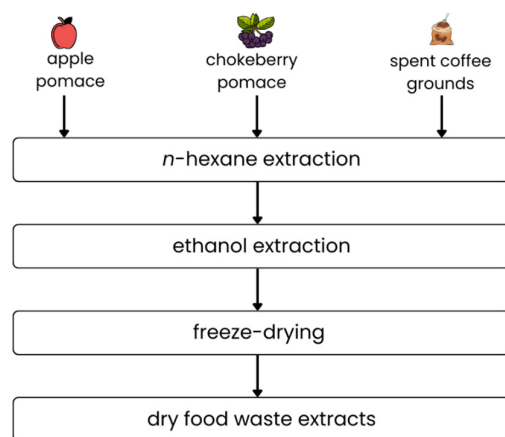 apple
pomace
chokeberry
pomace
spent coffee
grounds
n-hexane extraction
ethanol extraction
freeze-drying
dry food waste extracts